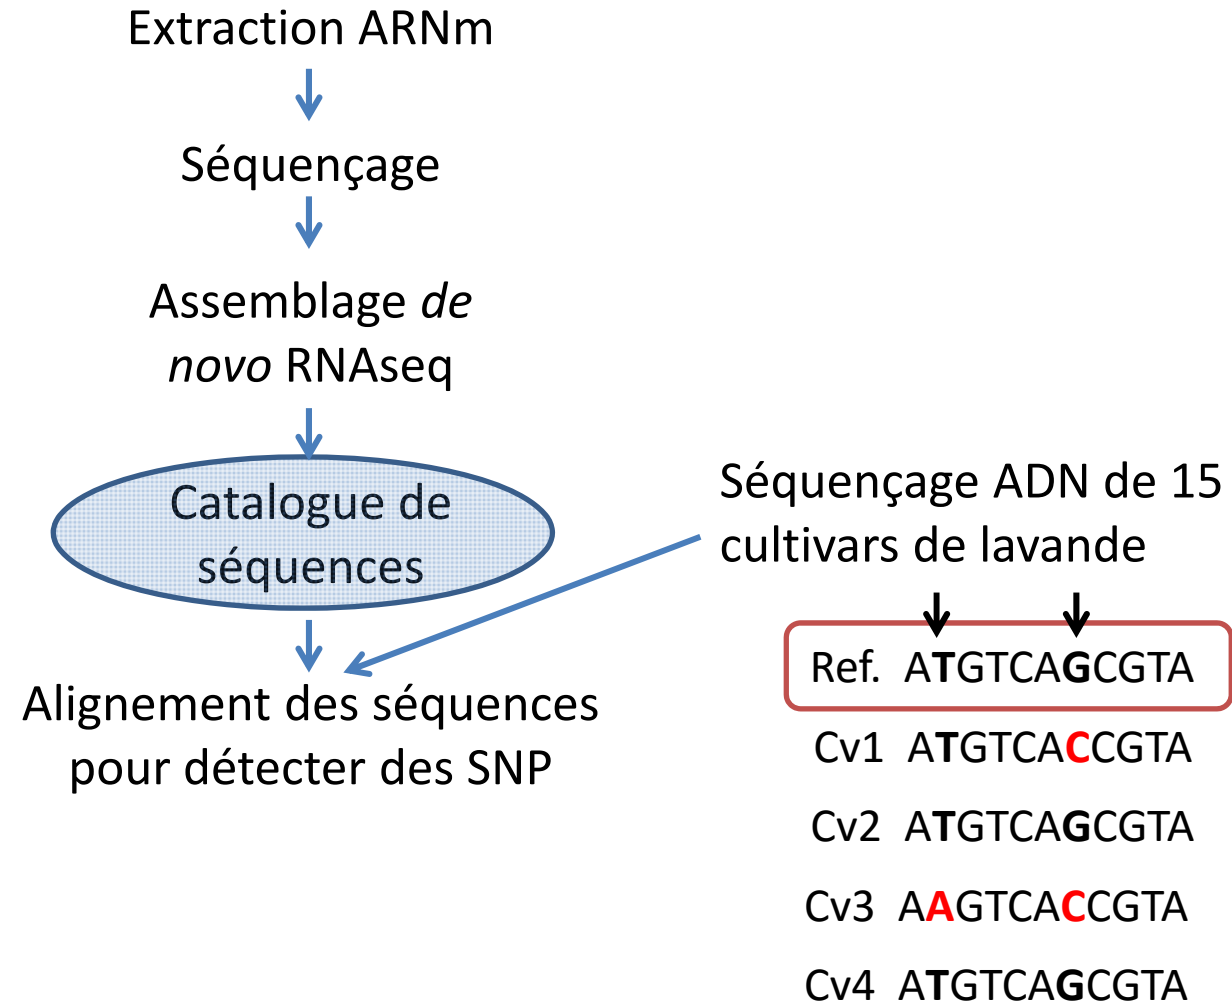 Extraction ARNm
Séquençage
Assemblage de
novo RNAseq
Catalogue de
séquences
Alignement des séquences
pour détecter des SNP
Séquençage ADN de 15
cultivars de lavande
Ref. ATGTCAGCGTA
Cv1 ATGTCACCGTA
Cv2 ATGTCAGCGTA
Cv3 AAGTCACCGTA
Cv4 ATGTCAGCGTA